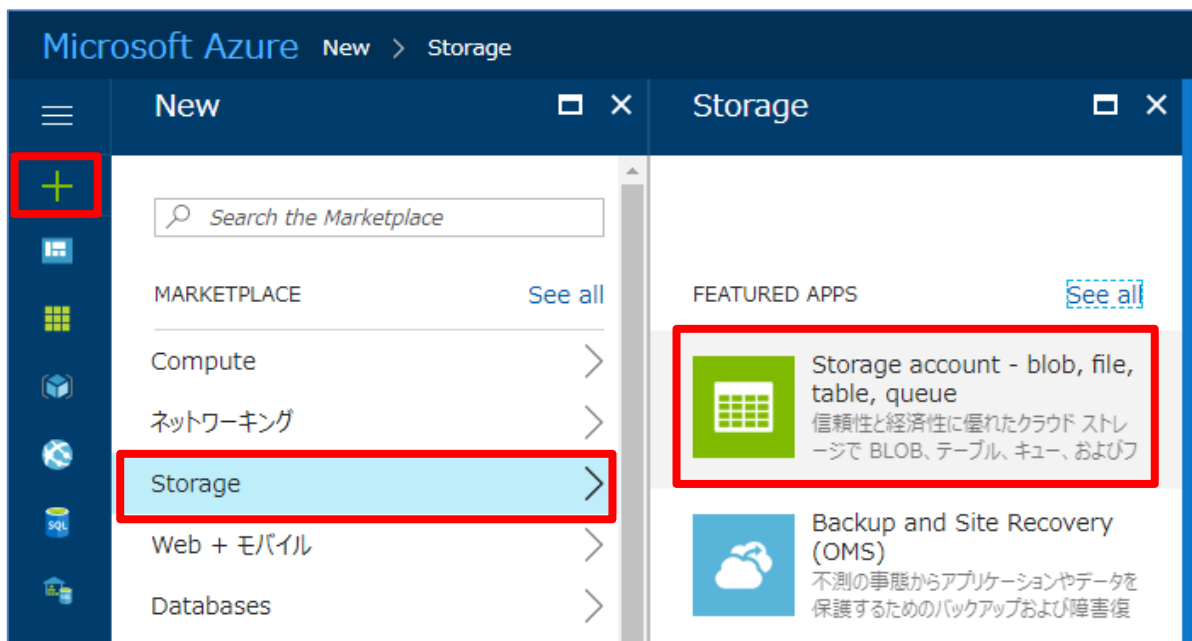 Microsoft Azure New > Storage
New
Storage
Search the Marketplace
MARKETPLACE
See all
Compute
ネットワーキング
Storage
Web + モバイル
Databases
FEATURED APPS
See all
Storage account - blob, file,
table, queue
信頼性と経済性に優れたクラウド ストレ
ージで BLOB、テーブル、キュー、およびフ
Backup and Site Recovery
(OMS)
不測の事態からアプリケーションやデータを
保護するためのバックアップおよび障害復
SQL